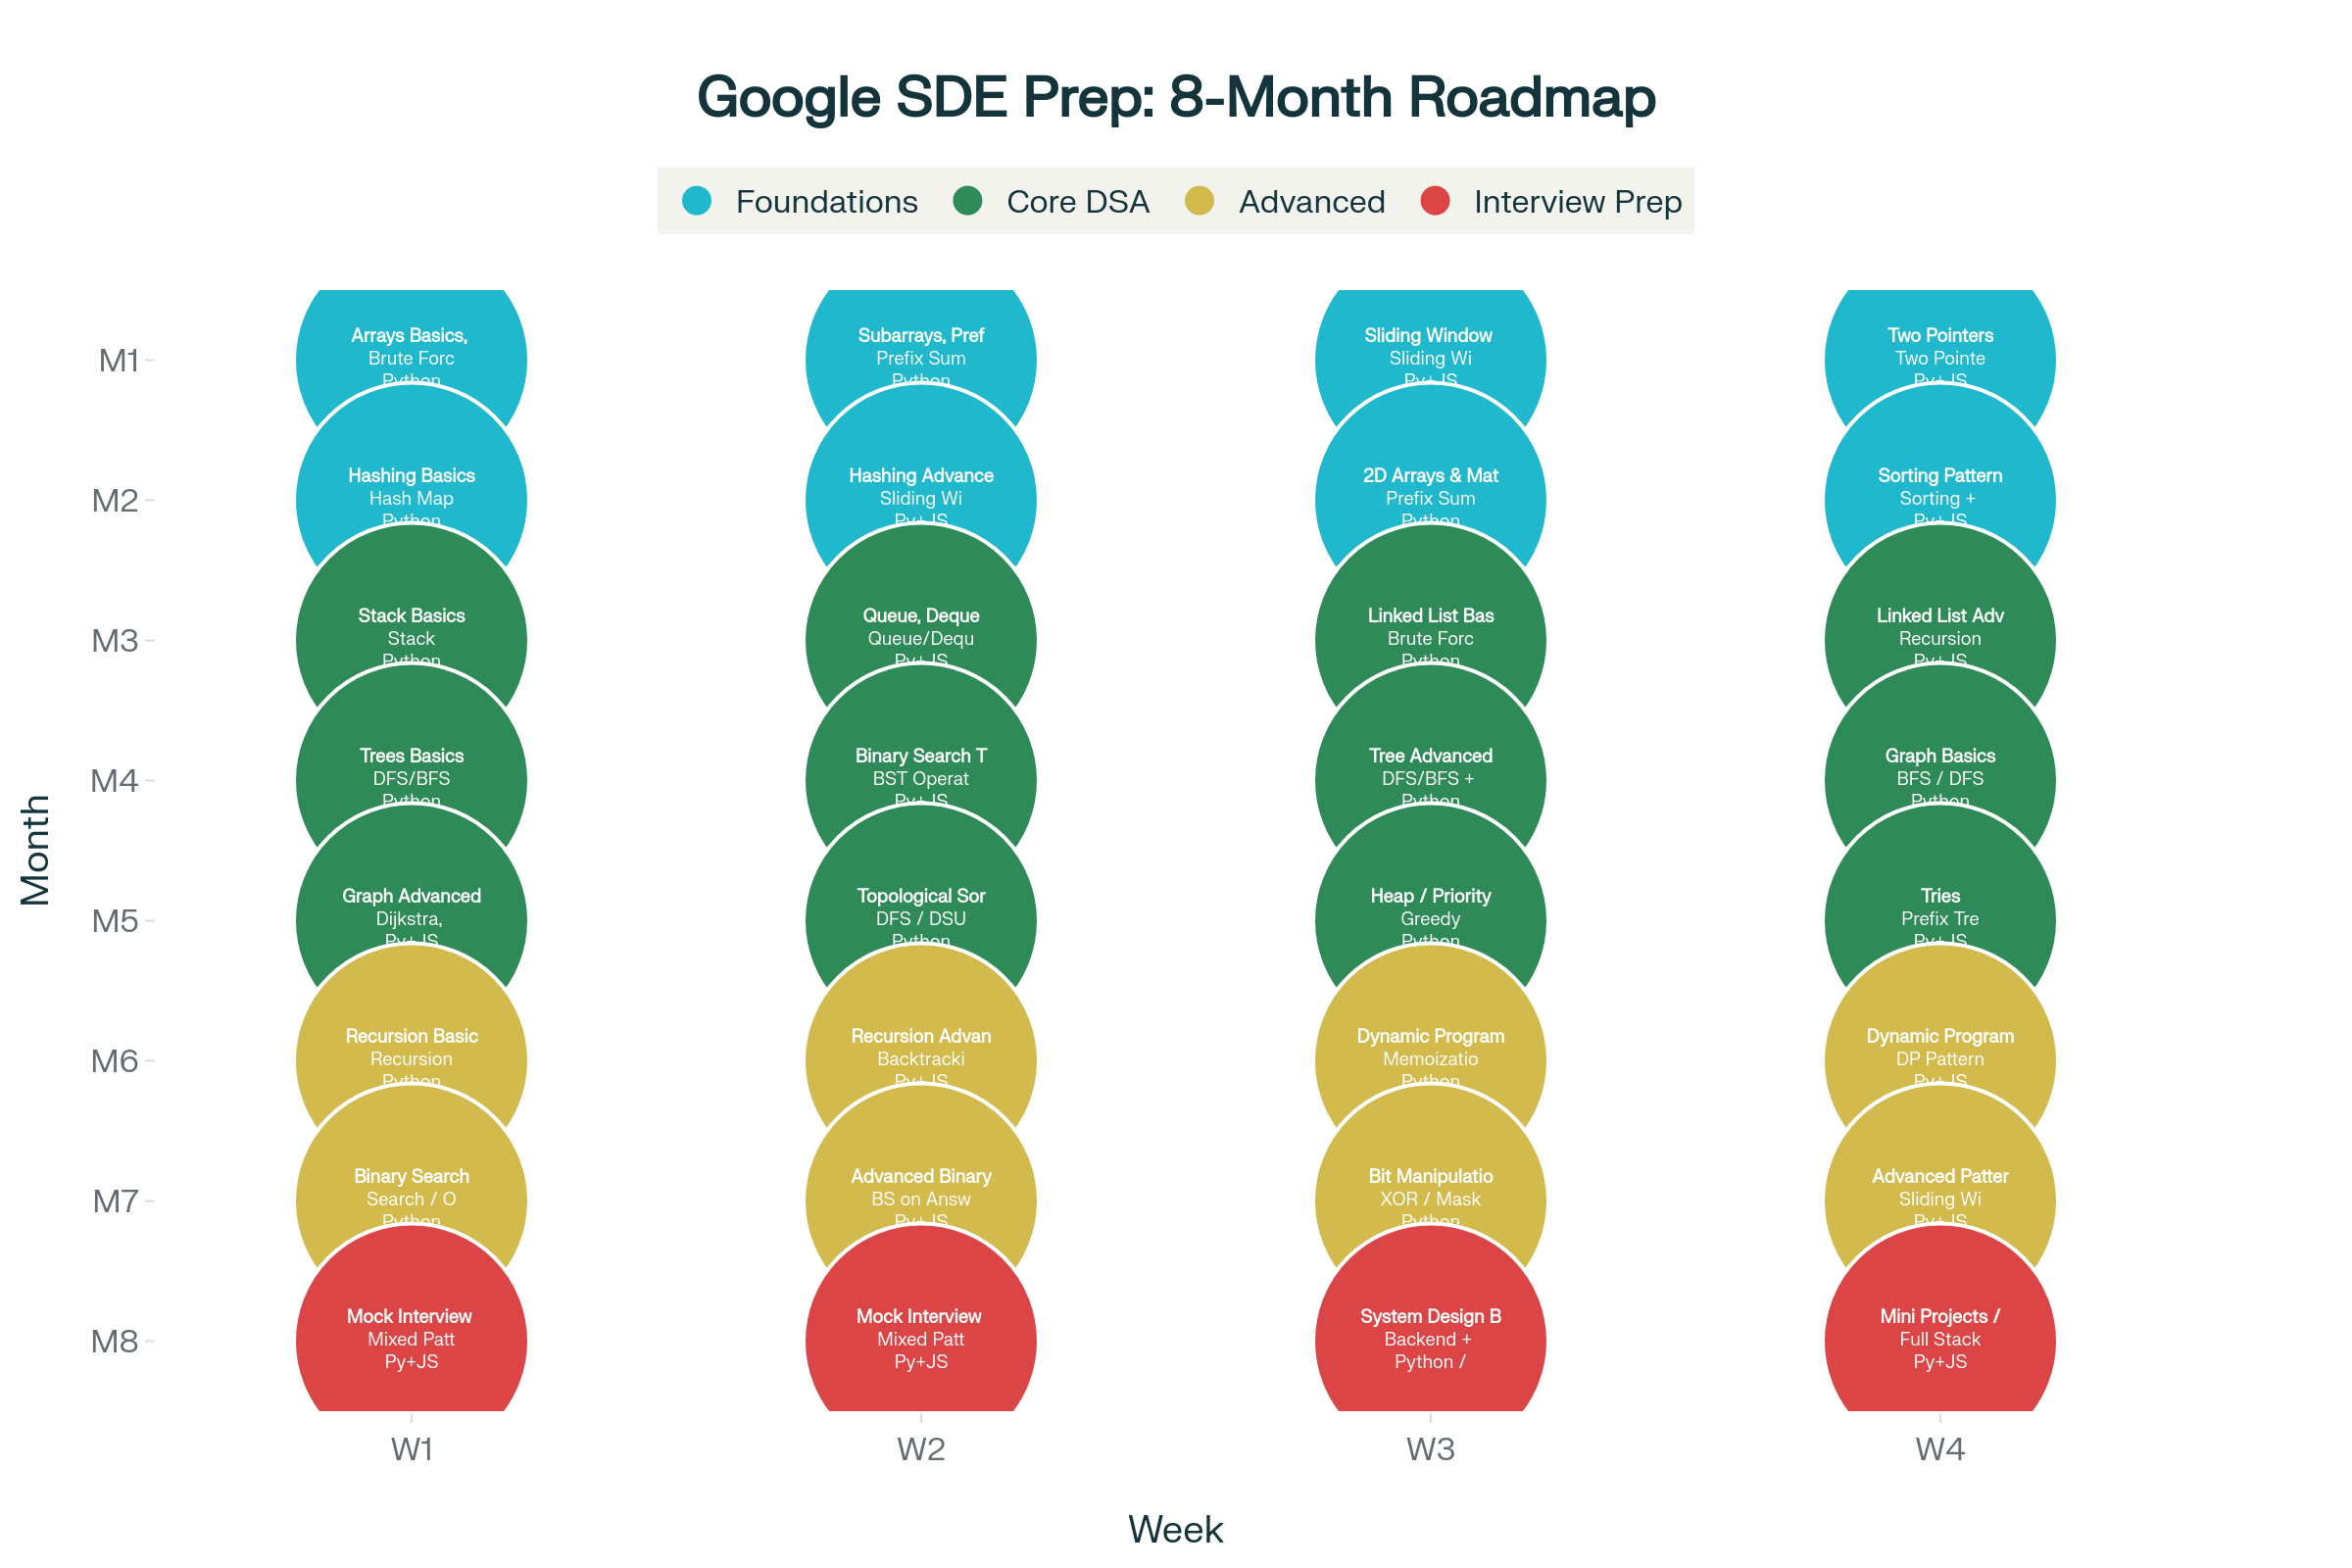 Google SDE Prep: 8-Month Roadmap
Foundations Core DSA Advanced Interview Prep
Month
M1
Arrays Basics,
Brute Forc
Python
Subarrays, Pref
Prefix Sum
Python
Sliding Window
Sliding Wi
Py+JS
Two Pointers
Two Pointe
Py+JS
M2
Hashing Basics
Hash Map
Python
Hashing Advance
Sliding Wi
Py+JS
2D Arrays & Mat
Prefix Sum
Python
Sorting Pattern
Sorting +
Py+JS
M3
Stack Basics
Stack
Python
Queue, Deque
Queue/Dequ
Py+JS
Linked List Bas
Brute Forc
Python
Linked List Adv
Recursion
Py+JS
M4
Trees Basics
DFS/BFS
Python
Binary Search T
BST Operat
Py+JS
Tree Advanced
DFS/BFS +
Python
Graph Basics
BFS / DFS
Python
M5
Graph Advanced
Dijkstra,
Py+JS
Topological Sor
DFS / DSU
Python
Heap / Priority
Greedy
Python
Tries
Prefix Tre
Py+JS
M6
Recursion Basic
Recursion
Python
Recursion Advan
Backtracki
Py+JS
Dynamic Program
Memoizatio
Python
Dynamic Program
DP Pattern
Py+JS
M7
Binary Search
Search / O
Python
Advanced Binary
BS on Answ
Py+JS
Bit Manipulatio
XOR / Mask
Python
Advanced Patter
Sliding Wi
Py+JS
M8
Mock Interview
Mixed Patt
Py+JS
Mock Interview
Mixed Patt
Py+JS
System Design B
Backend +
Python /
Mini Projects /
Full Stack
Py+JS
W1 W2 W3 W4
Week